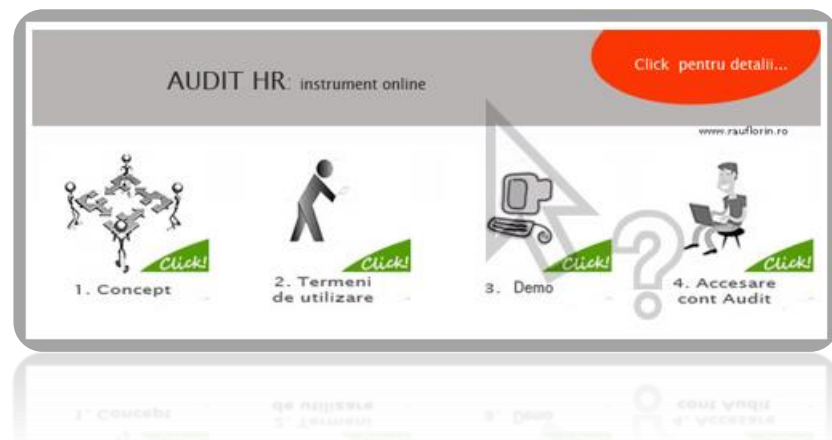 AUDIT HR: instrument online
Click pentru detalii...
www.rauflorin.ro
Click!
1. Concept
Click!
2. Termeni
de utilizare
Click!
3. Demo
Click!
4. Accesare
cont Audit